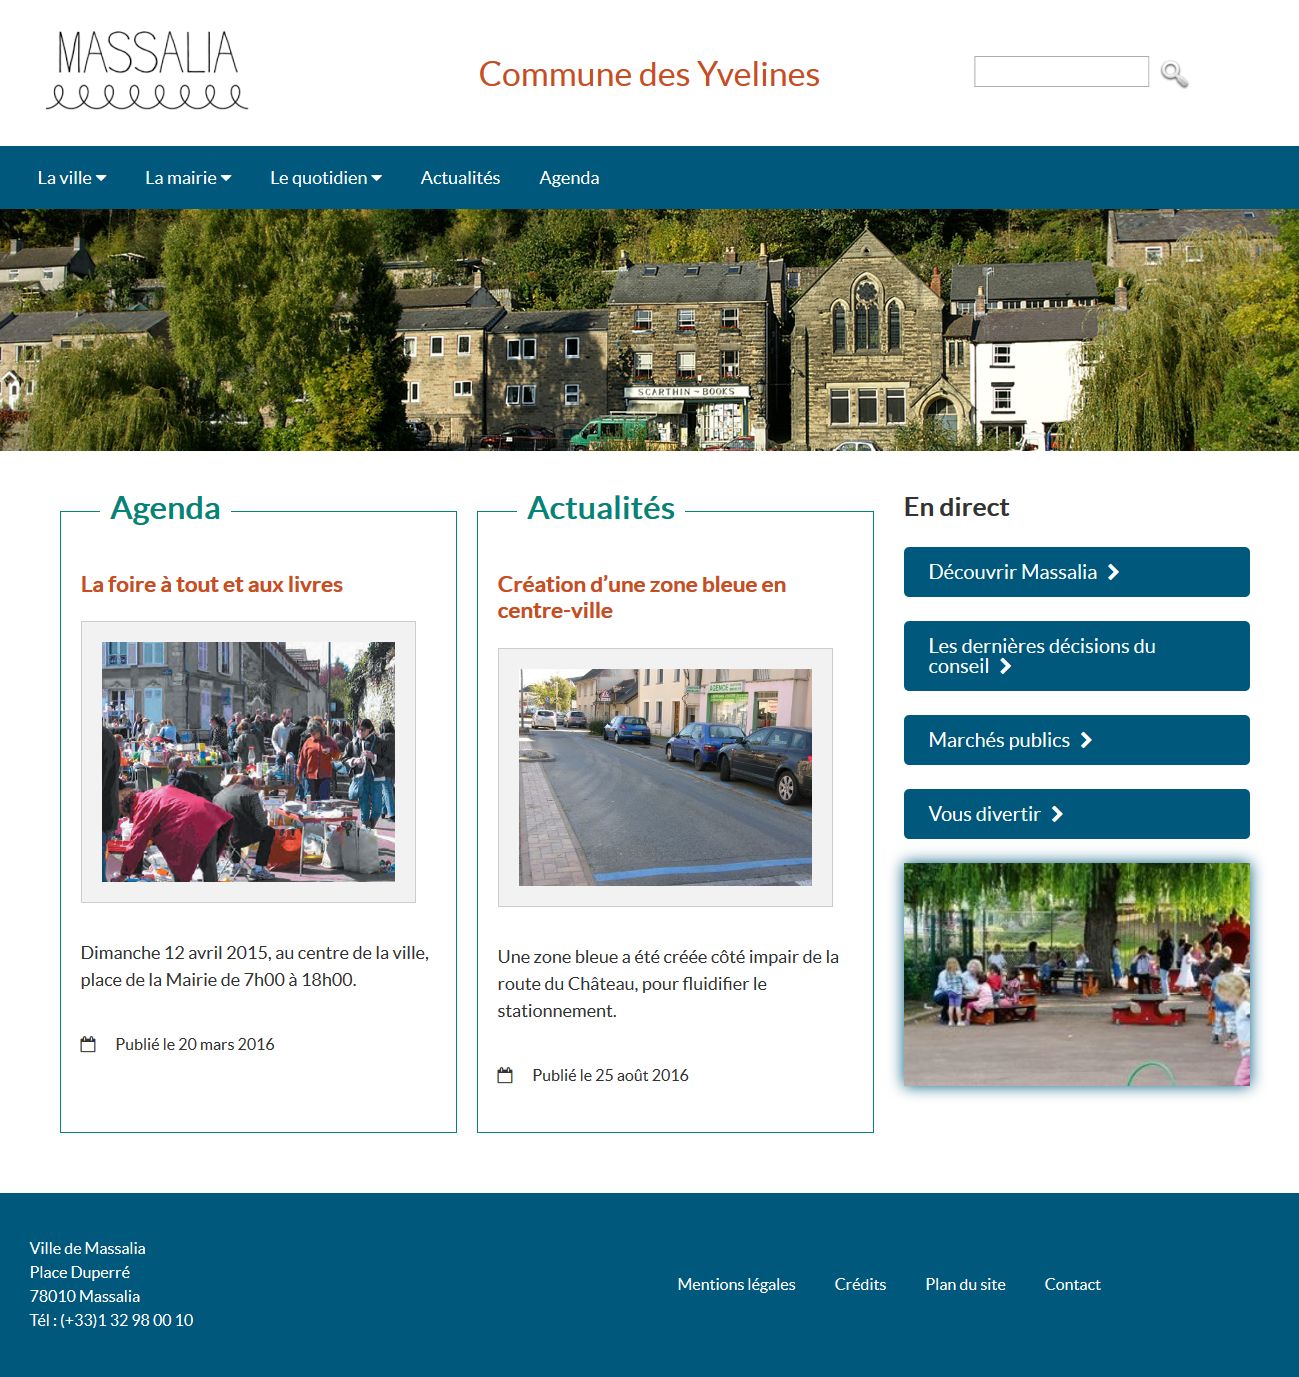 MASSALIA
Commune des Yvelines
La ville
La mairie
Le quotidien
Actualités
Agenda
SCARTHIN - BOOKS
Agenda
La foire à tout et aux livres
Dimanche 12 avril 2015, au centre de la ville,
place de la Mairie de 7h00 à 18h00.
Publié le 20 mars 2016
Actualités
Création d’une zone bleue en
centre-ville
AGENCE
Une zone bleue a été créée côté impair de la
route du Château, pour fluidifier le
stationnement.
Publié le 25 août 2016
En direct
Découvrir Massalia
Les dernières décisions du
conseil
Marchés publics
Vous divertir
Ville de Massalia
Place Duperré
78010 Massalia
Tél : (+33)1 32 98 00 10
Mentions légales
Crédits
Plan du site
Contact